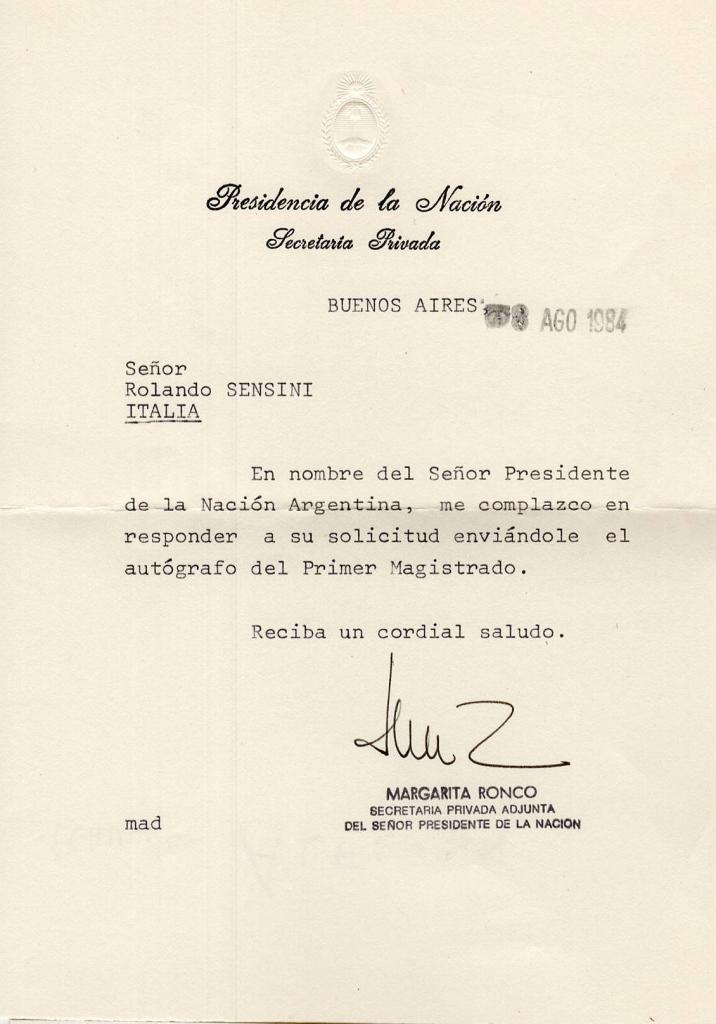 Presidencia de la Nación
Secretaría Privada
BUENOS AIRES, AGO 1984
Señor
Rolando SENSINI
ITALIA
En nombre del Señor Presidente
de la Nación Argentina, me complazco en
responder a su solicitud enviándole el
autógrafo del Primer Magistrado.
Reciba un cordial saludo.
MARGARITA RONCO
SECRETARIA PRIVADA ADJUNTA
DEL SEÑOR PRESIDENTE DE LA NACION
mad